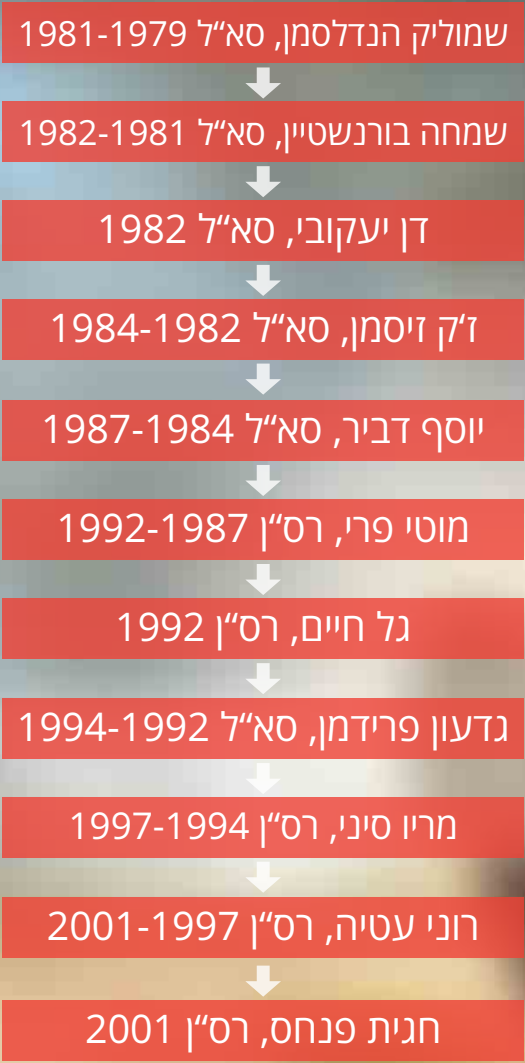 שמוליק הנדלסמן, סא“ל 1981-1979
שמחה בורנשטיין, סא“ל 1982-1981
דן יעקובי, סא“ל 1982
ז‘ק זיסמן, סא“ל 1984-1982
יוסף דביר, סא“ל 1987-1984
מוטי פרי, רס“ן 1992-1987
גל חיים, רס“ן 1992
גדעון פרידמן, סא“ל 1994-1992
מריו סיני, רס“ן 1997-1994
רוני עטיה, רס“ן 2001-1997
חגית פנחס, רס“ן 2001